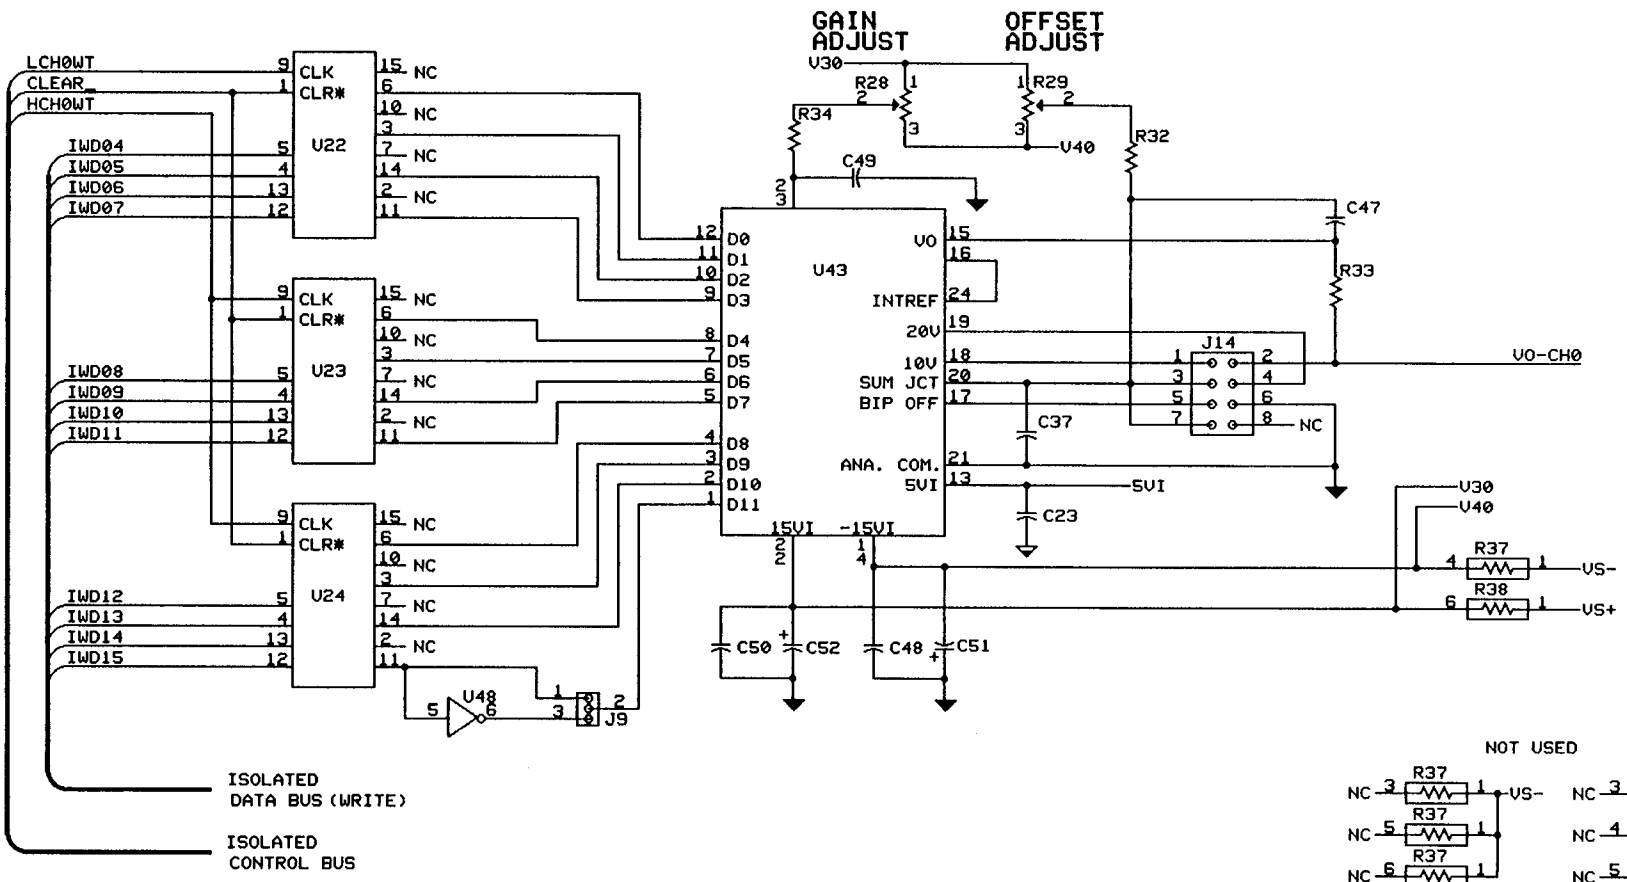 GAIN ADJUST
OFFSET ADJUST
V30
R28
1
2
3
R29
1
2
3
V40
R34
C49
R32
C47
R33
LCH0WT
CLEAR_
HCH0WT
IWD04
IWD05
IWD06
IWD07
9 CLK
1 CLR*
5
4
13
12
U22
15 NC
6
10 NC
3
7 NC
14
2 NC
11
IWD08
IWD09
IWD10
IWD11
9 CLK
1 CLR*
5
4
13
12
U23
15 NC
6
10 NC
3
7 NC
14
2 NC
11
IWD12
IWD13
IWD14
IWD15
9 CLK
1 CLR*
5
4
13
12
U24
15 NC
6
10 NC
3
7 NC
14
2 NC
11
5 U48 6
1
3
2
J9
23
U43
12 D0
11 D1
10 D2
9 D3
8 D4
7 D5
6 D6
5 D7
4 D8
3 D9
2 D10
1 D11
VO 15
16
INTREF 24
20V 19
10V 18
SUM JCT 20
BIP OFF 17
ANA. COM. 21
5VI 13
15VI
22
-15VI
14
J14
1 2
3 4
5 6
7 8 NC
VO-CH0
C37
5VI
C23
V30
V40
4 R37 1 VS-
6 R38 1 VS+
C50
+ C52
C48
+ C51
ISOLATED
DATA BUS (WRITE)
ISOLATED
CONTROL BUS
NOT USED
NC 3 R37 1 VS-
NC 5 R37 1
NC 6 R37 1
NC 3
NC 4
NC 5